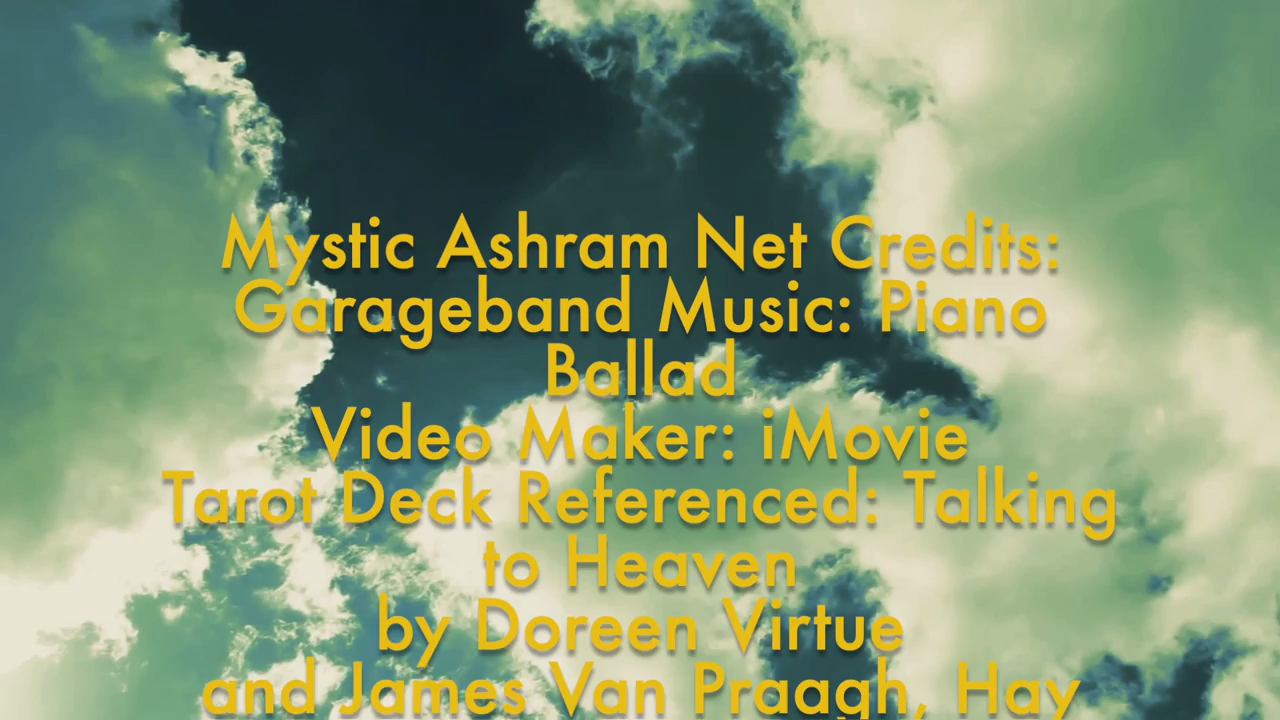 Mystic Ashram Net Credits:
Garageband Music: Piano
Ballad
Video Maker: iMovie
Tarot Deck Referenced: Talking
to Heaven
by Doreen Virtue
and James Van Praagh, Hay